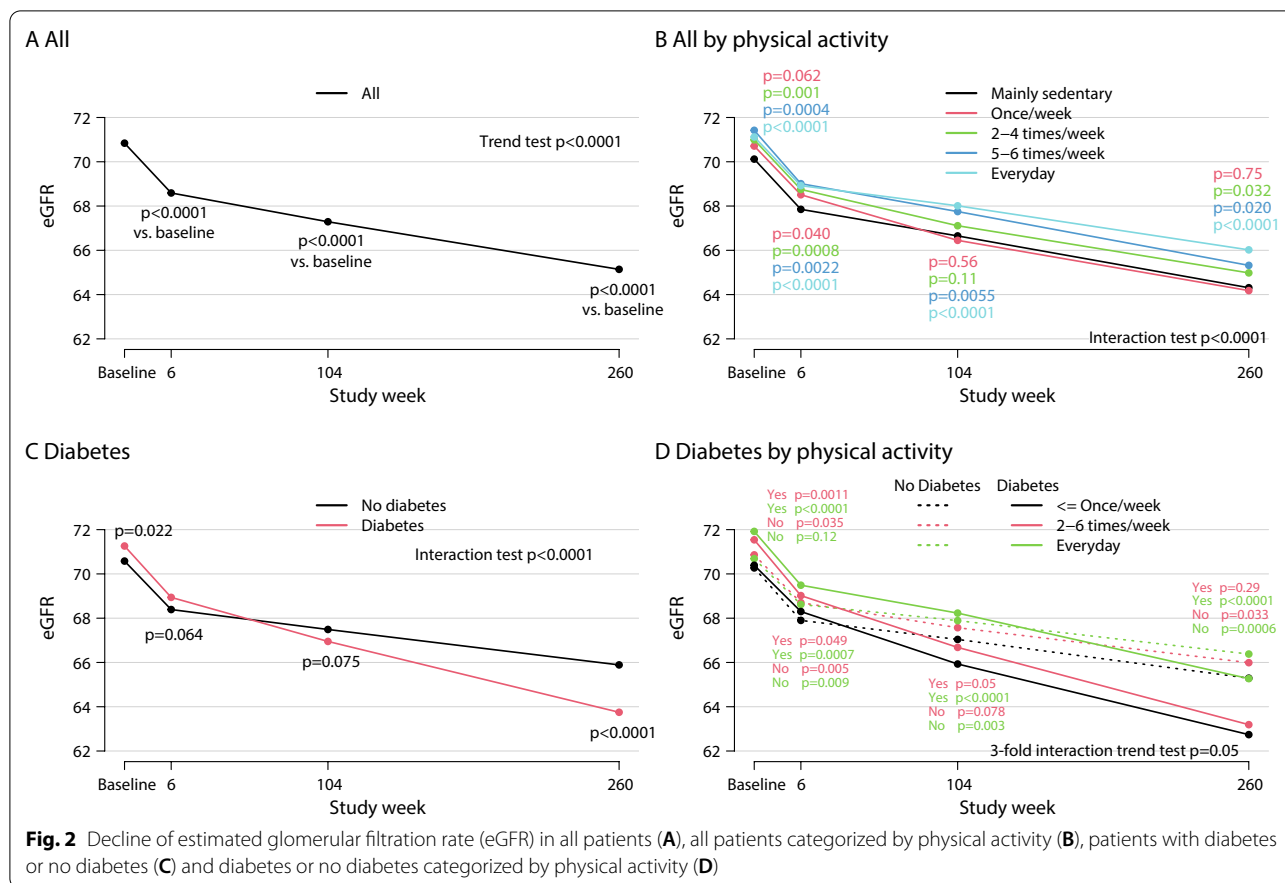 A All
All
Trend test p<0.0001
72
70
68
66
64
62
eGFR
p<0.0001
vs. baseline
p<0.0001
vs. baseline
p<0.0001
vs. baseline
Baseline 6 104 260
Study week
B All by physical activity
p=0.062
p=0.001
p=0.0004
p<0.0001
Mainly sedentary
Once/week
2–4 times/week
5–6 times/week
Everyday
72
70
68
66
64
62
eGFR
p=0.040
p=0.0008
p=0.0022
p<0.0001
p=0.56
p=0.11
p=0.0055
p<0.0001
p=0.75
p=0.032
p=0.020
p<0.0001
Interaction test p<0.0001
Baseline 6 104 260
Study week
C Diabetes
No diabetes
Diabetes
Interaction test p<0.0001
72
70
68
66
64
62
eGFR
p=0.022
p=0.064
p=0.075
p<0.0001
Baseline 6 104 260
Study week
D Diabetes by physical activity
Yes p=0.0011
Yes p<0.0001
No p=0.035
No p=0.12
No Diabetes Diabetes
<= Once/week
2–6 times/week
Everyday
72
70
68
66
64
62
eGFR
Yes p=0.049
Yes p=0.0007
No p=0.005
No p=0.009
Yes p=0.05
Yes p<0.0001
No p=0.078
No p=0.003
Yes p=0.29
Yes p<0.0001
No p=0.033
No p=0.0006
3-fold interaction trend test p=0.05
Baseline 6 104 260
Study week
Fig. 2 Decline of estimated glomerular filtration rate (eGFR) in all patients (A), all patients categorized by physical activity (B), patients with diabetes
or no diabetes (C) and diabetes or no diabetes categorized by physical activity (D)